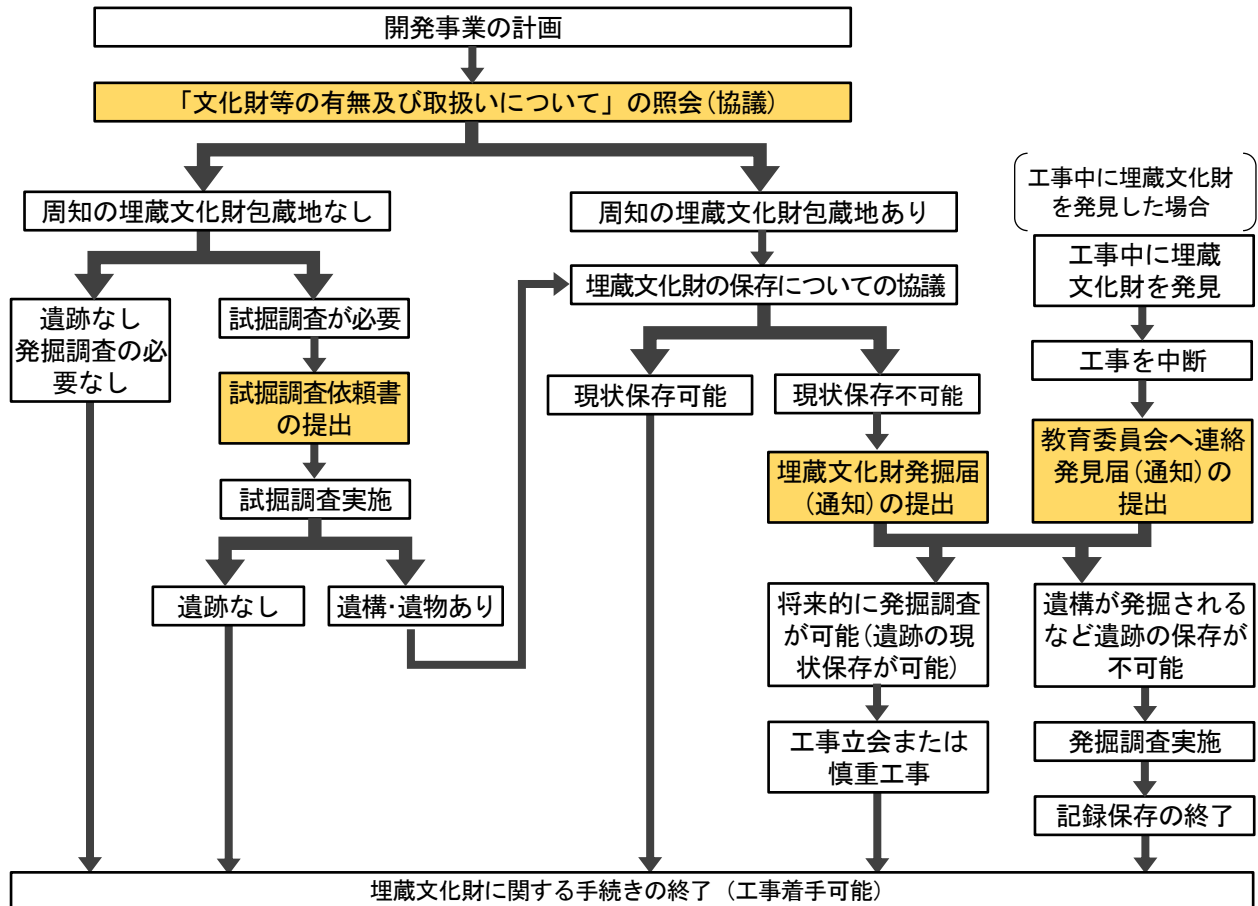 開発事業の計画
「文化財等の有無及び取扱いについて」の照会(協議)
周知の埋蔵文化財包蔵地なし
周知の埋蔵文化財包蔵地あり
工事中に埋蔵文化財
を発見した場合
遺跡なし
発掘調査の必
要なし
試掘調査が必要
試掘調査依頼書
の提出
試掘調査実施
遺跡なし
遺構・遺物あり
埋蔵文化財の保存についての協議
現状保存可能
現状保存不可能
埋蔵文化財発掘届
(通知)の提出
工事中に埋蔵
文化財を発見
工事を中断
教育委員会へ連絡
発見届(通知)の
提出
将来的に発掘調査
が可能(遺跡の現
状保存が可能)
遺構が発掘される
など遺跡の保存が
不可能
工事立会または
慎重工事
発掘調査実施
記録保存の終了
埋蔵文化財に関する手続きの終了(工事着手可能)